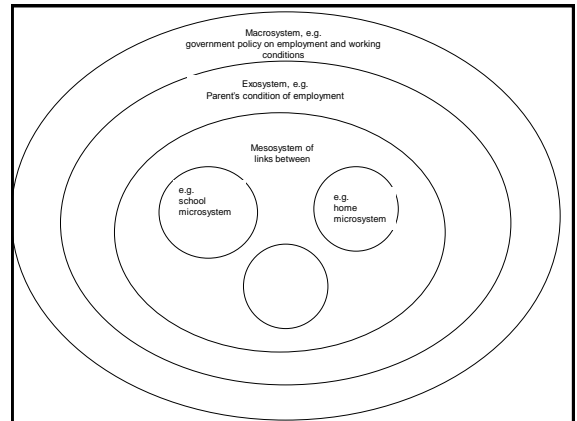 Macrosystem, e.g.
government policy on employment and working
conditions
Exosystem, e.g.
Parent's condition of employment
Mesosystem of
links between
e.g.
school
microsystem
e.g.
home
microsystem